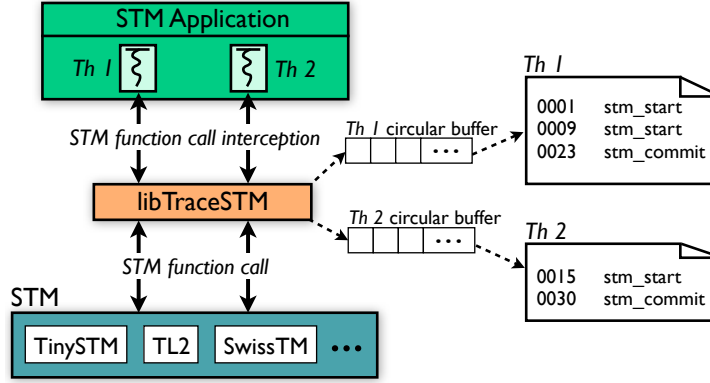 STM Application
Th 1
Th 2
STM function call interception
libTraceSTM
STM function call
STM
TinySTM
TL2
SwissTM
...
Th 1 circular buffer
...
Th 2 circular buffer
...
Th 1
0001 stm_start
0009 stm_start
0023 stm_commit
Th 2
0015 stm_start
0030 stm_commit